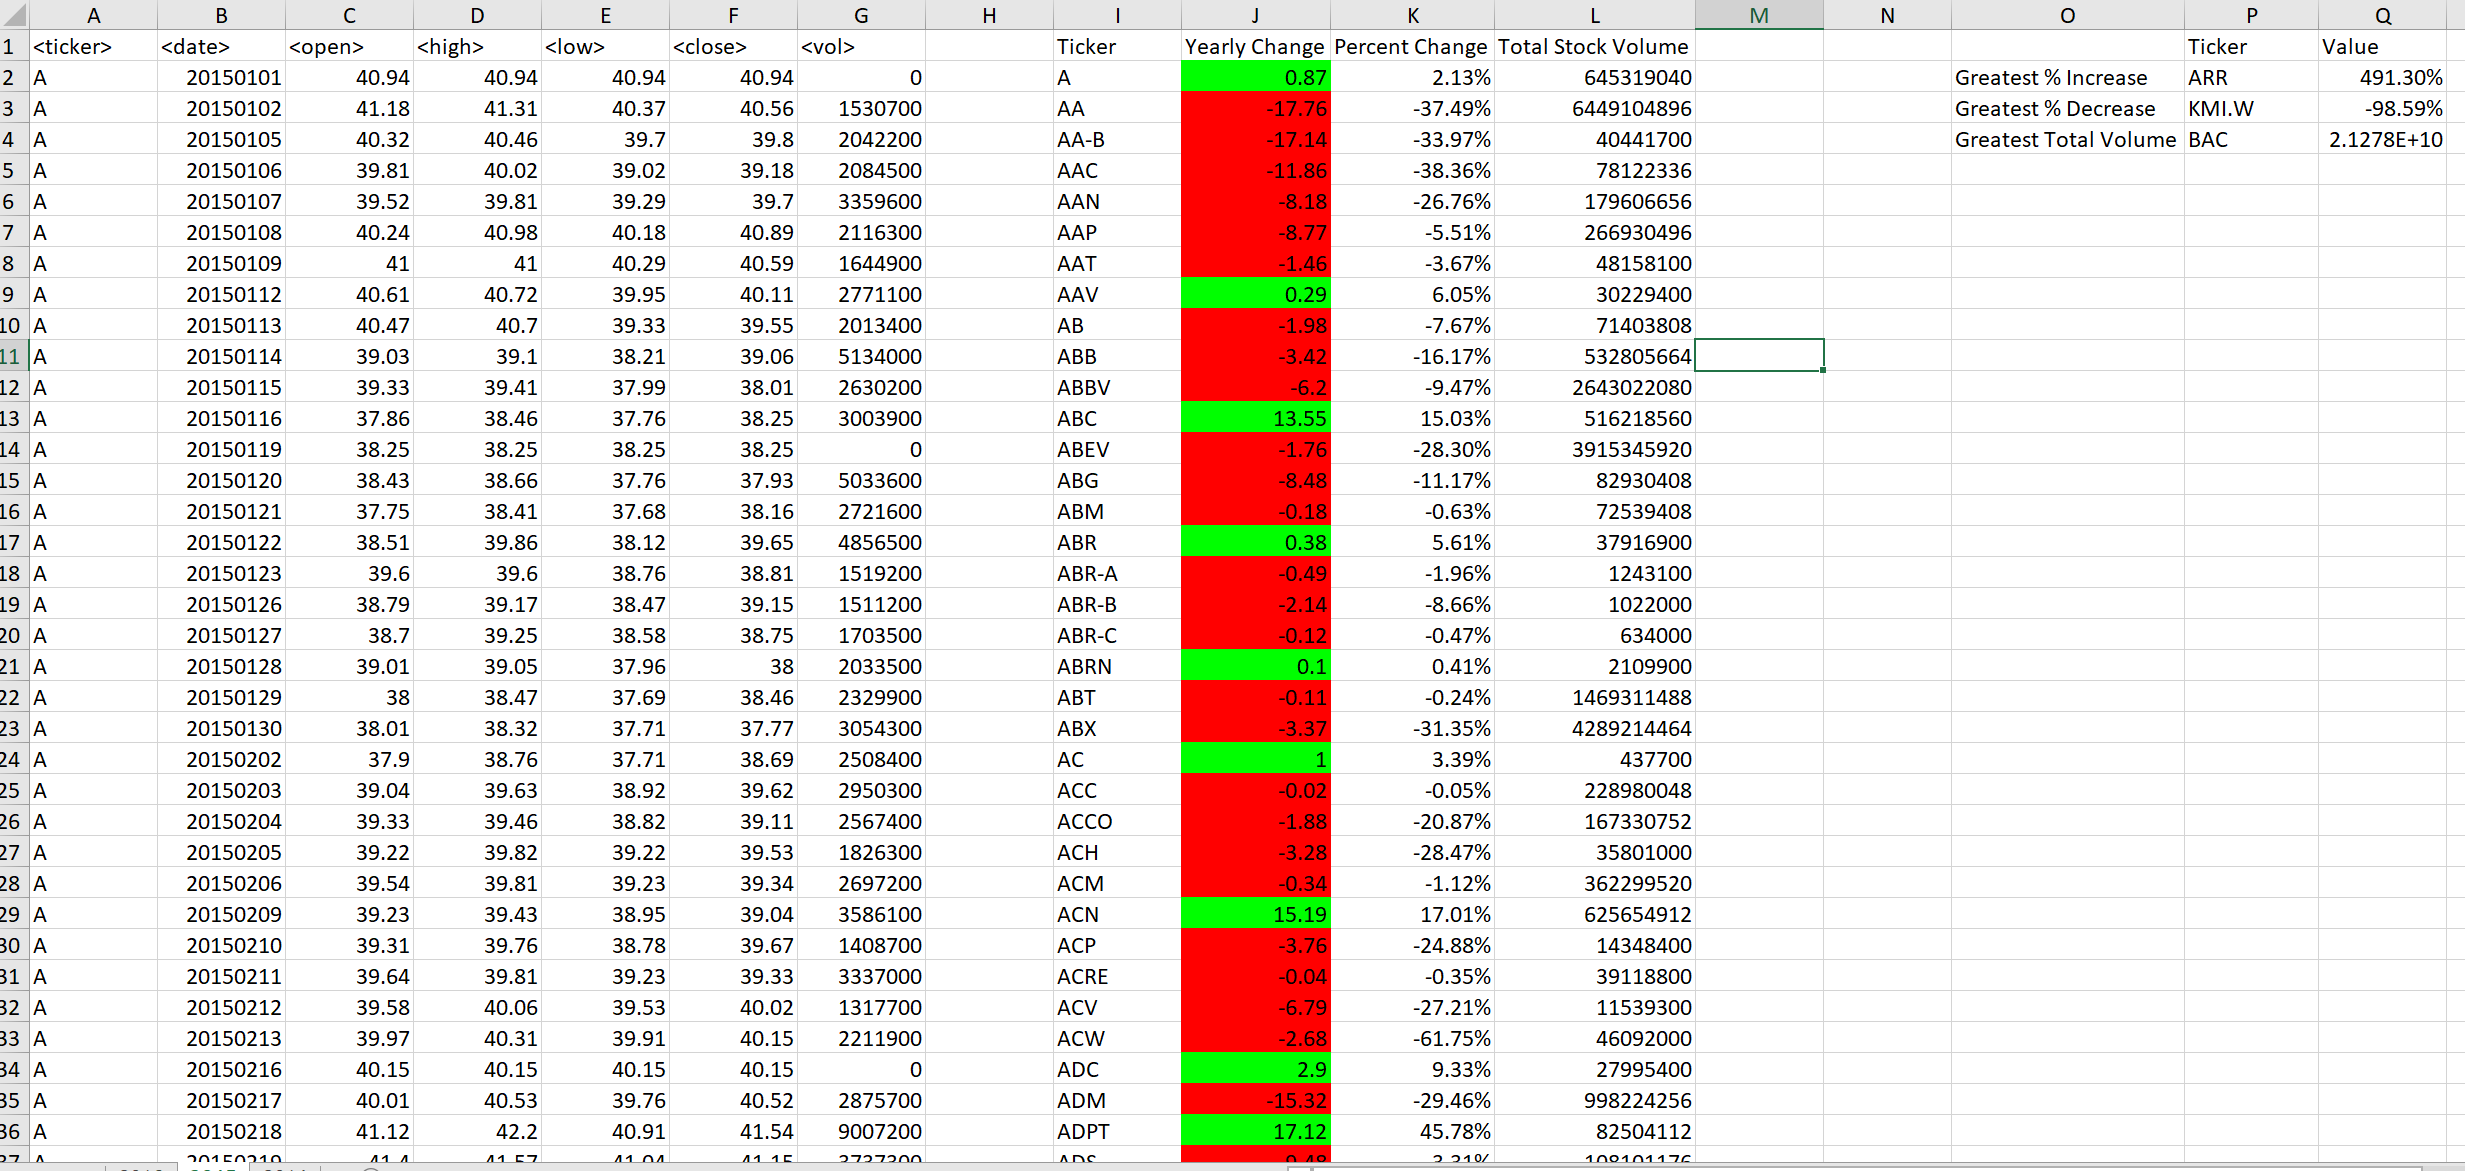 A B C D E F G H I J K L M N O P Q
1 <ticker> <date> <open> <high> <low> <close> <vol> Ticker Yearly Change Percent Change Total Stock Volume Ticker Value
2 A 20150101 40.94 40.94 40.94 40.94 0 A 0.87 2.13% 645319040 Greatest % Increase ARR 491.30%
3 A 20150102 41.18 41.31 40.37 40.56 1530700 AA -17.76 -37.49% 6449104896 Greatest % Decrease KMI.W -98.59%
4 A 20150105 40.32 40.46 39.7 39.8 2042200 AA-B -17.14 -33.97% 40441700 Greatest Total Volume BAC 2.1278E+10
5 A 20150106 39.81 40.02 39.02 39.18 2084500 AAC -11.86 -38.36% 78122336
6 A 20150107 39.52 39.81 39.29 39.7 3359600 AAN -8.18 -26.76% 179606656
7 A 20150108 40.24 40.98 40.18 40.89 2116300 AAP -8.77 -5.51% 266930496
8 A 20150109 41 41 40.29 40.59 1644900 AAT -1.46 -3.67% 48158100
9 A 20150112 40.61 40.72 39.95 40.11 2771100 AAV 0.29 6.05% 30229400
10 A 20150113 40.47 40.7 39.33 39.55 2013400 AB -1.98 -7.67% 71403808
11 A 20150114 39.03 39.1 38.21 39.06 5134000 ABB -3.42 -16.17% 532805664
12 A 20150115 39.33 39.41 37.99 38.01 2630200 ABBV -6.2 -9.47% 2643022080
13 A 20150116 37.86 38.46 37.76 38.25 3003900 ABC 13.55 15.03% 516218560
14 A 20150119 38.25 38.25 38.25 38.25 0 ABEV -1.76 -28.30% 3915345920
15 A 20150120 38.43 38.66 37.76 37.93 5033600 ABG -8.48 -11.17% 82930408
16 A 20150121 37.75 38.41 37.68 38.16 2721600 ABM -0.18 -0.63% 72539408
17 A 20150122 38.51 39.86 38.12 39.65 4856500 ABR 0.38 5.61% 37916900
18 A 20150123 39.6 39.6 38.76 38.81 1519200 ABR-A -0.49 -1.96% 1243100
19 A 20150126 38.79 39.17 38.47 39.15 1511200 ABR-B -2.14 -8.66% 1022000
20 A 20150127 38.7 39.25 38.58 38.75 1703500 ABR-C -0.12 -0.47% 634000
21 A 20150128 39.01 39.05 37.96 38 2033500 ABRN 0.1 0.41% 2109900
22 A 20150129 38 38.47 37.69 38.46 2329900 ABT -0.11 -0.24% 1469311488
23 A 20150130 38.01 38.32 37.71 37.77 3054300 ABX -3.37 -31.35% 4289214464
24 A 20150202 37.9 38.76 37.71 38.69 2508400 AC 1 3.39% 437700
25 A 20150203 39.04 39.63 38.92 39.62 2950300 ACC -0.02 -0.05% 228980048
26 A 20150204 39.33 39.46 38.82 39.11 2567400 ACCO -1.88 -20.87% 167330752
27 A 20150205 39.22 39.82 39.22 39.53 1826300 ACH -3.28 -28.47% 35801000
28 A 20150206 39.54 39.81 39.23 39.34 2697200 ACM -0.34 -1.12% 362299520
29 A 20150209 39.23 39.43 38.95 39.04 3586100 ACN 15.19 17.01% 625654912
30 A 20150210 39.31 39.76 38.78 39.67 1408700 ACP -3.76 -24.88% 14348400
31 A 20150211 39.64 39.81 39.23 39.33 3337000 ACRE -0.04 -0.35% 39118800
32 A 20150212 39.58 40.06 39.53 40.02 1317700 ACV -6.79 -27.21% 11539300
33 A 20150213 39.97 40.31 39.91 40.15 2211900 ACW -2.68 -61.75% 46092000
34 A 20150216 40.15 40.15 40.15 40.15 0 ADC 2.9 9.33% 27995400
35 A 20150217 40.01 40.53 39.76 40.52 2875700 ADM -15.32 -29.46% 998224256
36 A 20150218 41.12 42.2 40.91 41.54 9007200 ADPT 17.12 45.78% 82504112
37 A 20150219 41.4 41.57 41.04 41.15 ADS